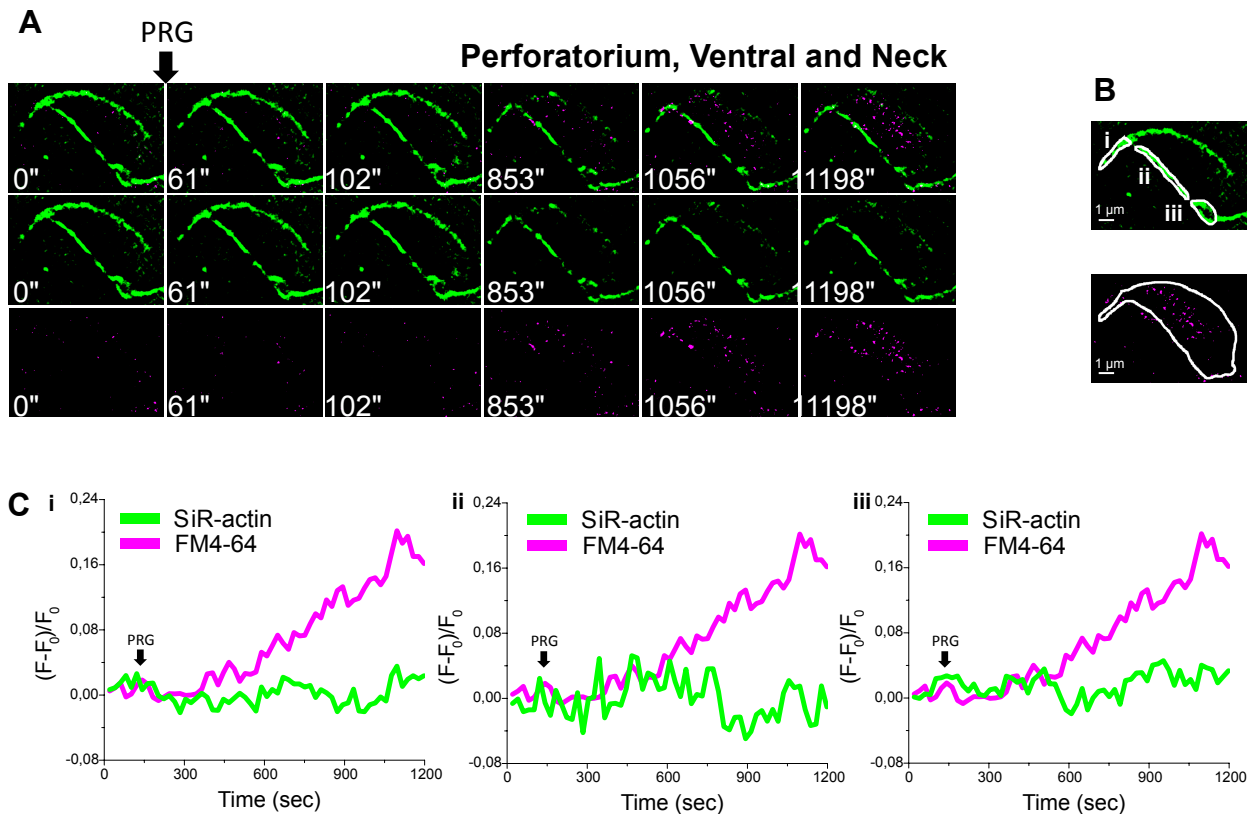 A
PRG
Perforatorium, Ventral and Neck
0" 61" 102" 853" 1056" 1198"
0" 61" 102" 853" 1056" 1198"
0" 61" 102" 853" 1056" 1198"
B
i
ii
iii
1 µm
1 µm
C
i
0,24
0,16
0,08
0,00
-0,08
(F-F0)/F0
SiR-actin
FM4-64
PRG
0 300 600 900 1200
Time (sec)
ii
0,24
0,16
0,08
0,00
-0,08
(F-F0)/F0
SiR-actin
FM4-64
PRG
0 300 600 900 1200
Time (sec)
iii
0,24
0,16
0,08
0,00
-0,08
(F-F0)/F0
SiR-actin
FM4-64
PRG
0 300 600 900 1200
Time (sec)